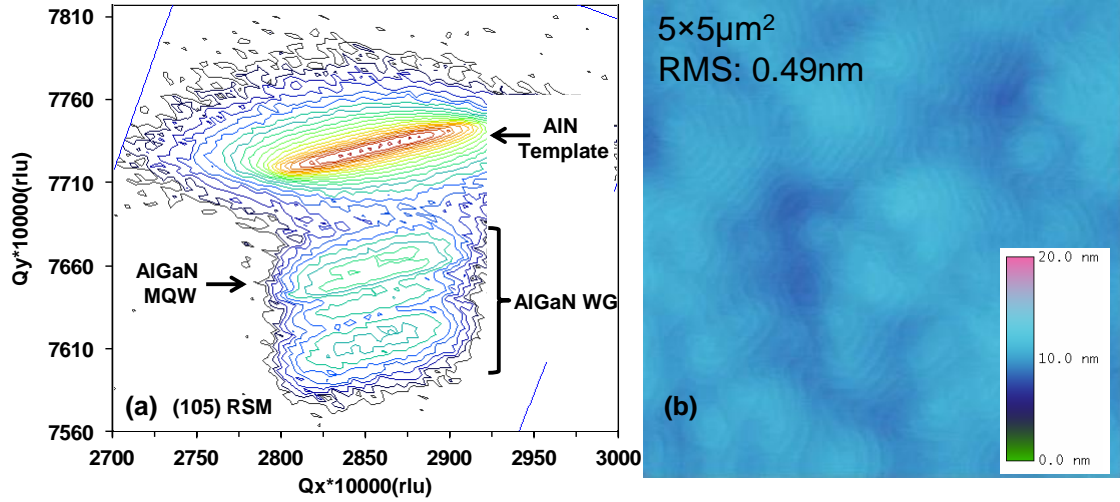 7810
7760
7710
7660
7610
7560
2700
2750
2800
2850
2900
2950
3000
Qy*10000(rlu)
Qx*10000(rlu)
AlN
Template
AlGaN
MQW
AlGaN WG
(a) (105) RSM
5×5µm²
RMS: 0.49nm
20.0 nm
10.0 nm
0.0 nm
(b)